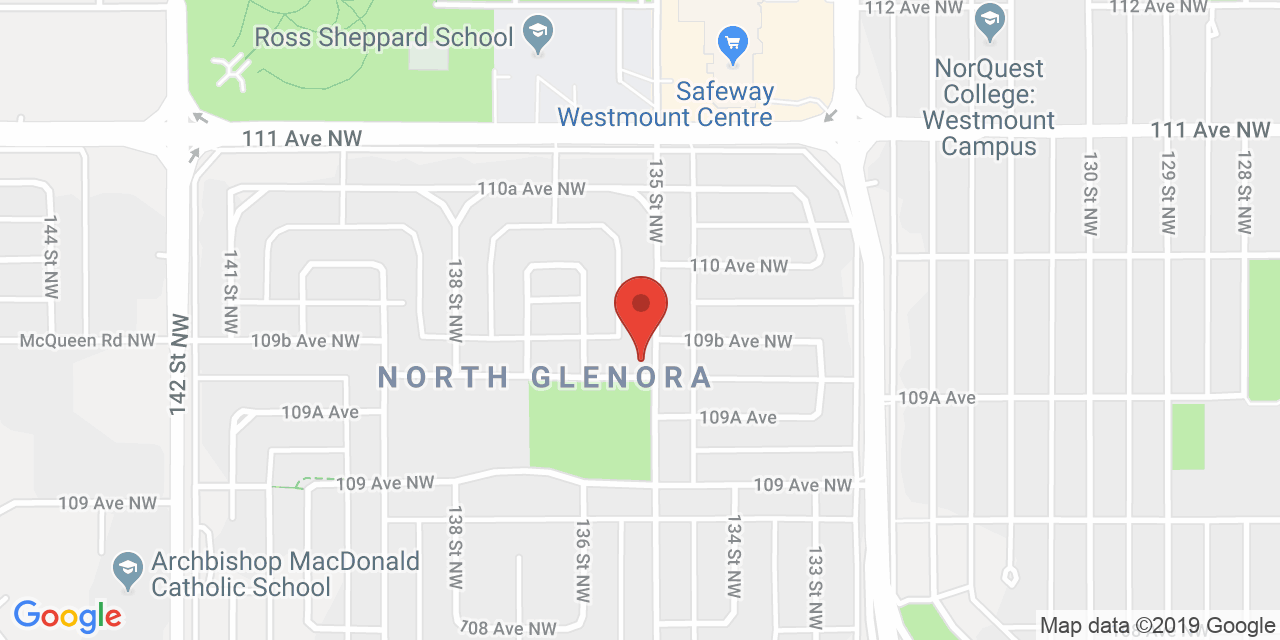 112 Ave NW
112 Ave NW
Ross Sheppard School
NorQuest
College:
Westmount
Campus
Safeway
Westmount Centre
111 Ave NW
111 Ave NW
135 St NW
130 St NW
129 St NW
128 St NW
110a Ave NW
144 St NW
141 St NW
138 St NW
110 Ave NW
McQueen Rd NW
109b Ave NW
109b Ave NW
142 St NW
NORTH GLENORA
109A Ave
109A Ave
109A Ave
109 Ave NW
109 Ave NW
109 Ave NW
138 St NW
136 St NW
134 St NW
133 St NW
Archbishop MacDonald
Catholic School
Google
708 Ave NW
Map data ©2019 Google